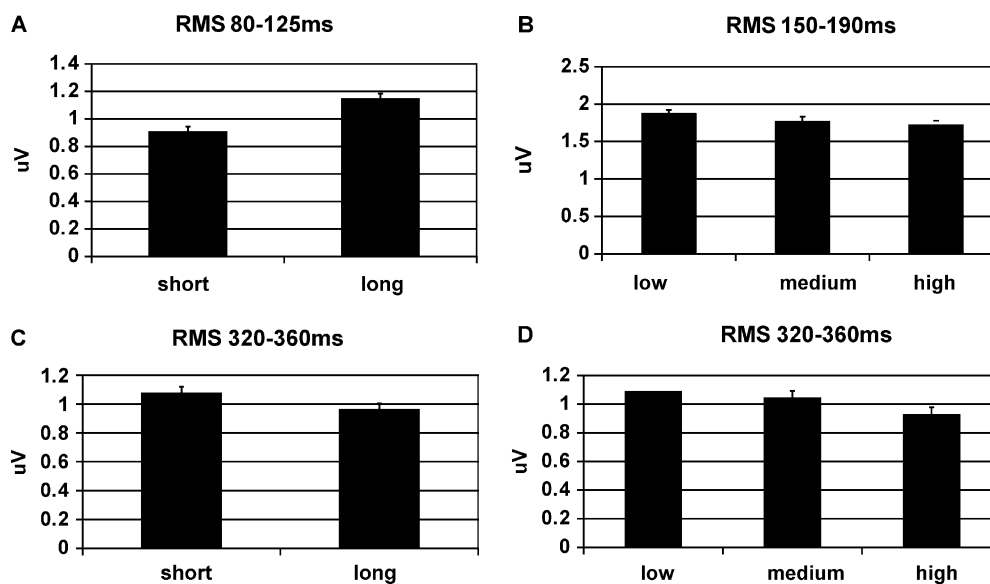 A
RMS 80-125ms
1.4
1.2
1
0.8
0.6
0.4
0.2
0
uV
short long
B
RMS 150-190ms
2.5
2
1.5
1
0.5
0
uV
low medium high
C
RMS 320-360ms
1.2
1
0.8
0.6
0.4
0.2
0
uV
short long
D
RMS 320-360ms
1.2
1
0.8
0.6
0.4
0.2
0
uV
low medium high